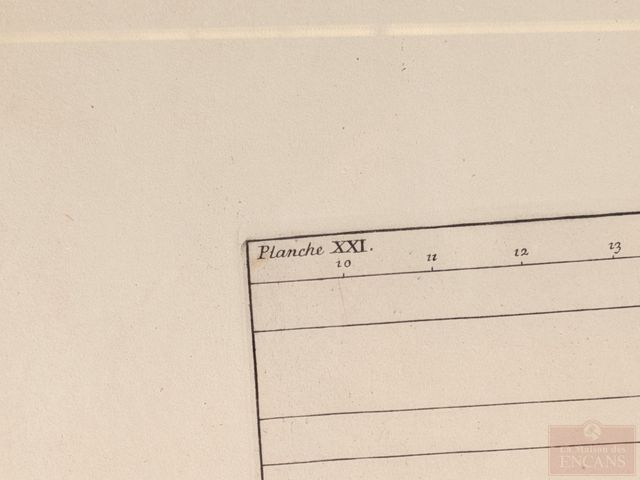 Planche XXI.
10 11 12 13
La Maison des
ENCANS